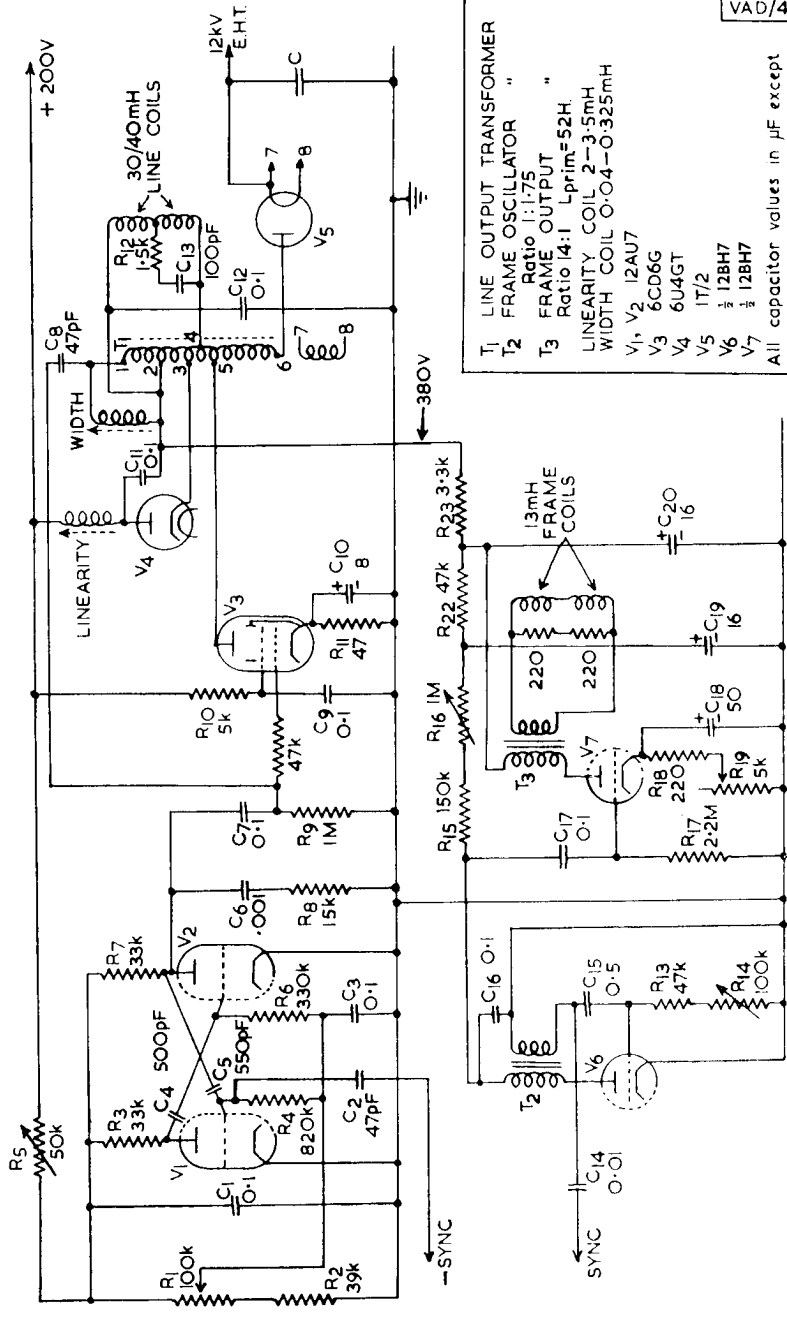 + 200V
R5
50k
R3
33k
R7
33k
C4
500pF
V1
V2
C5
550pF
R1
100k
C1
0·1
R4
820k
R6
330k
R2
39k
C2
47pF
C3
0·1
−SYNC
C6
·001
R8
15k
C7
0·1
R9
1M
47k
R10
5k
C9
0·1
V3
R11
47
+ C10
- 8
LINEARITY
V4
C11
0·1
WIDTH
C8
47pF
T1
1
2
3
4
5
6
7
8
R12
1·5k
30/40mH
LINE COILS
C13
100pF
C12
0·1
V5
7
8
12kV
E.H.T.
C
380V
SYNC
C14
0·01
T2
C16 0·1
C15
0·5
V6
R13
47k
R14
100k
R15
150k
R16 1M
R22 47k
R23 3·3k
C17
0·1
T3
V7
R17
2·2M
R18
220
R19
5k
220
220
13mH
FRAME
COILS
+ C18
- 50
+ C19
- 16
+ C20
- 16
VAD/4
T1 LINE OUTPUT TRANSFORMER
T2 FRAME OSCILLATOR "
Ratio 1:1·75
T3 FRAME OUTPUT "
Ratio 14:1 Lprim=52H.
LINEARITY COIL 2−3·5mH
WIDTH COIL 0·04−0·325mH
V1, V2 12AU7
V3 6CD6G
V4 6U4GT
V5 1T/2
V6 ½ 12BH7
V7 ½ 12BH7
All capacitor values in μF except